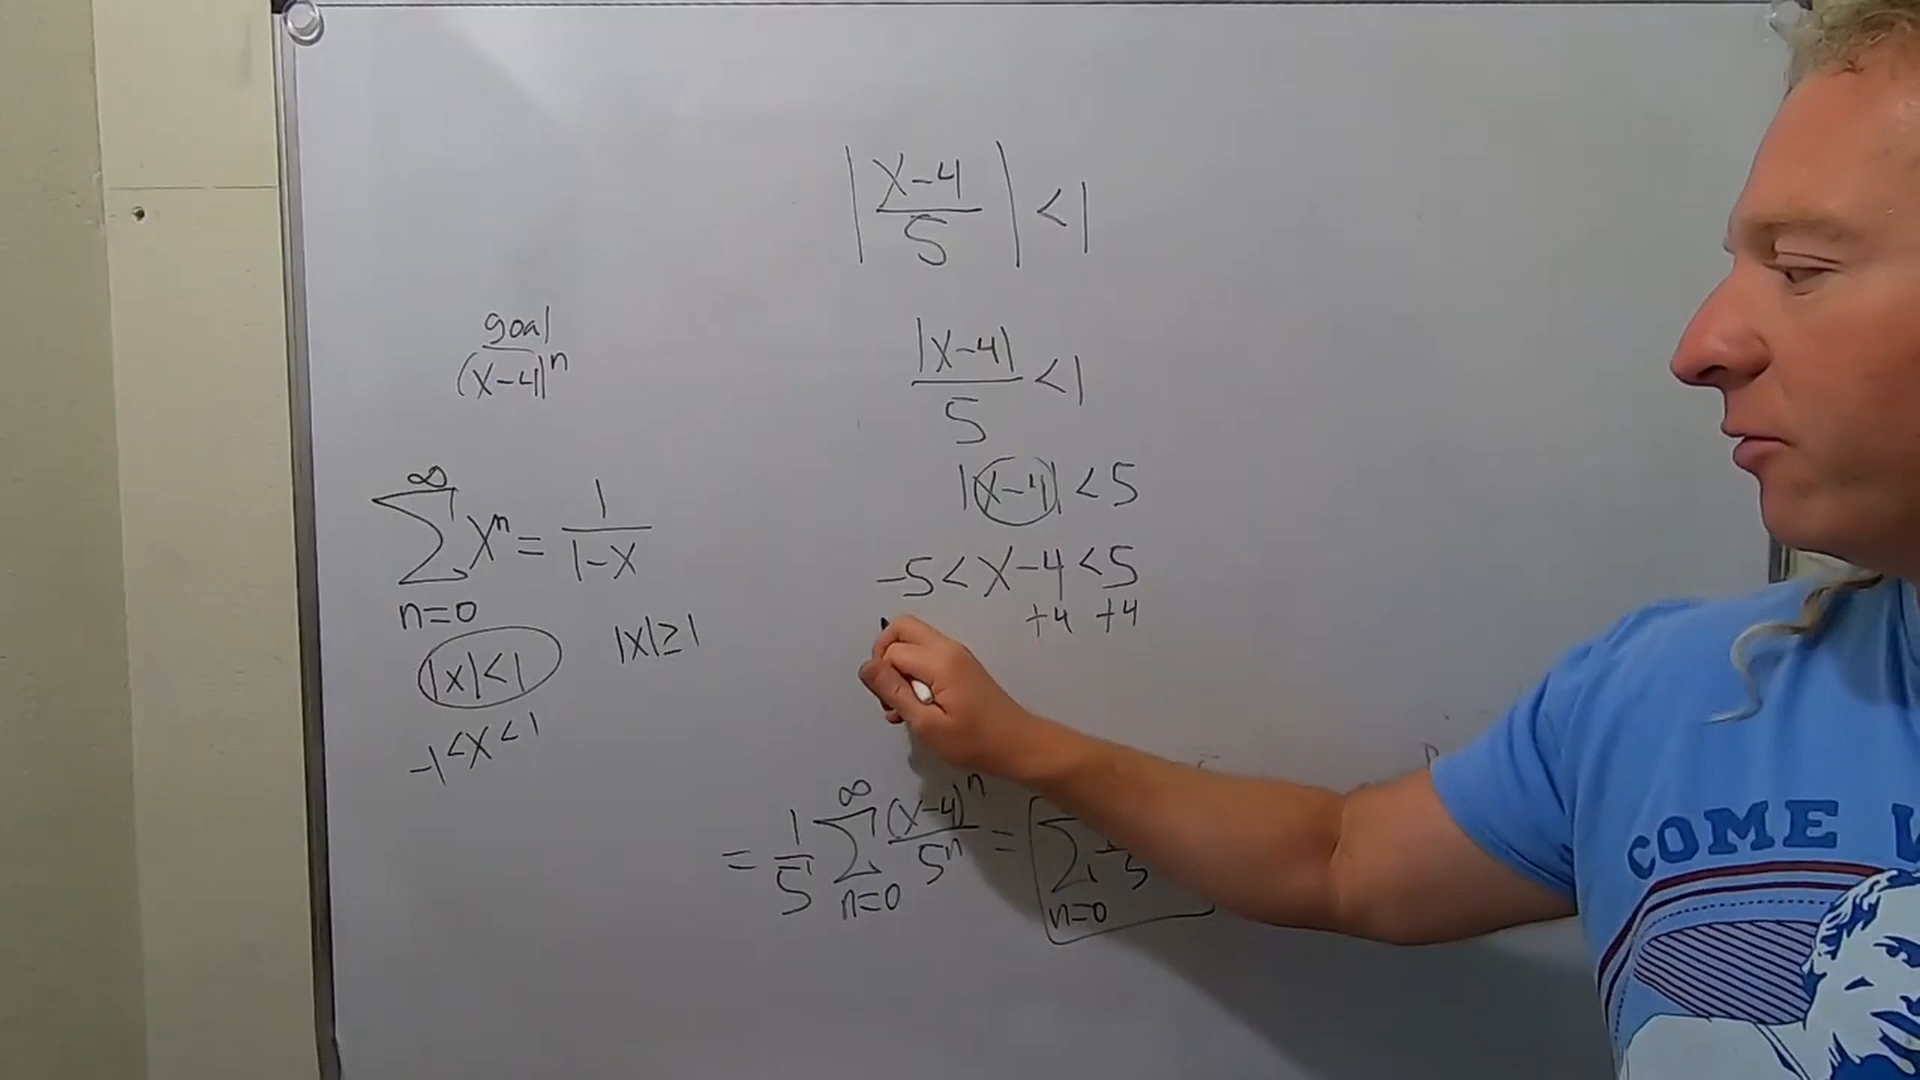 |x-4/5| < 1
goal
(x-4)^n
|x-4|/5 < 1
|x-4| < 5
∞
∑ x^n = 1/(1-x)
n=0
-5 < x-4 < 5
+4 +4
|x| < 1
|x| ≥ 1
-1 < x < 1
= 1/5 ∞∑n=0 (x-4)^n/5^n =
∑
n=0
COME